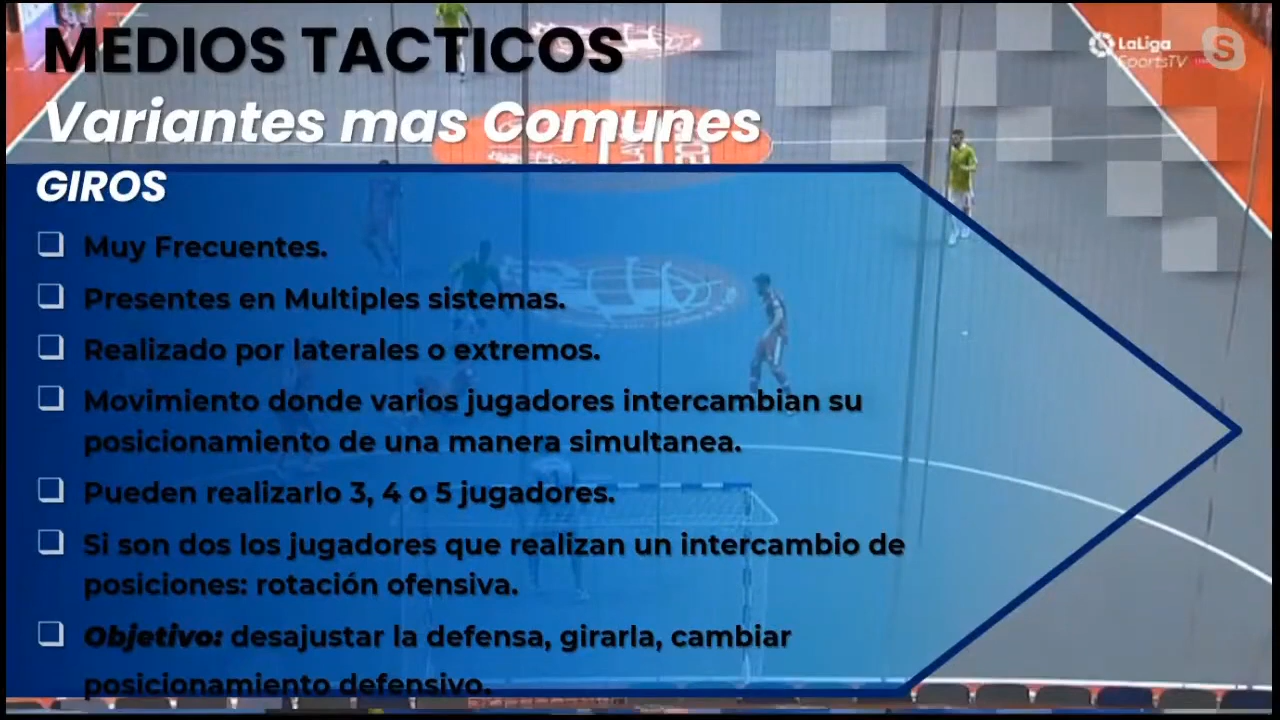 MEDIOS TACTICOS
Variantes mas Comunes
GIROS
Muy Frecuentes.
Presentes en Multiples sistemas.
Realizado por laterales o extremos.
Movimiento donde varios jugadores intercambian su
posicionamiento de una manera simultanea.
Pueden realizarlo 3, 4 o 5 jugadores.
Si son dos los jugadores que realizan un intercambio de
posiciones: rotación ofensiva.
Objetivo: desajustar la defensa, girarla, cambiar
posicionamiento defensivo.
LaLiga
SportsTV
S